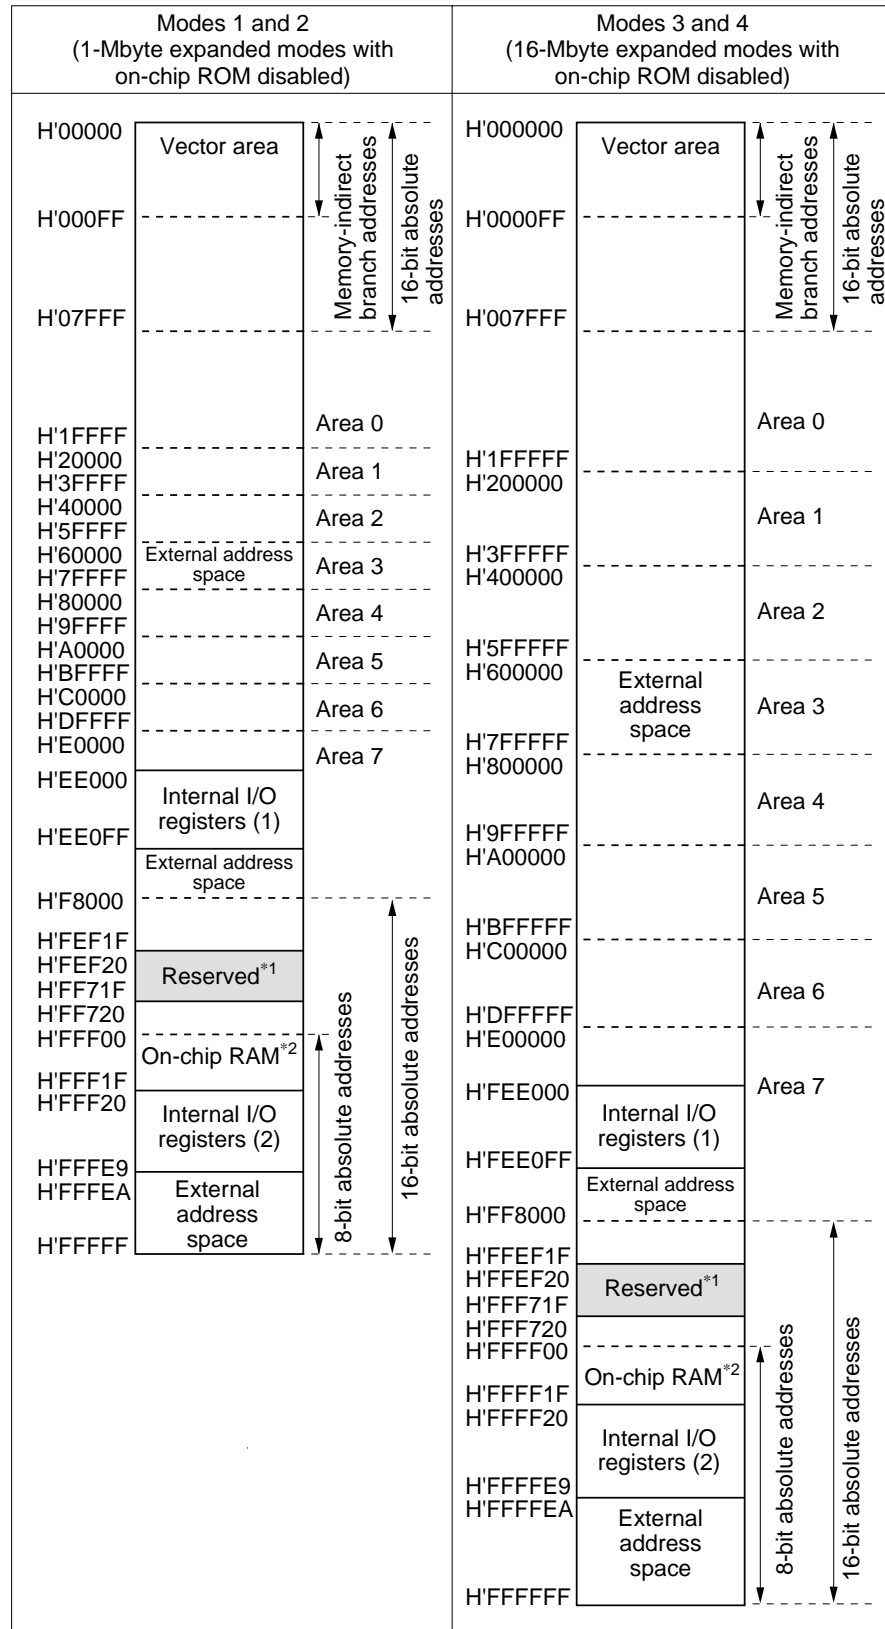 Modes 1 and 2
(1-Mbyte expanded modes with
on-chip ROM disabled)
H'00000
Vector area
H'000FF
H'07FFF
Memory-indirect
branch addresses
16-bit absolute
addresses
H'1FFFF
Area 0
H'20000
H'3FFFF
Area 1
H'40000
H'5FFFF
Area 2
H'60000
H'7FFFF
External address
space
Area 3
H'80000
H'9FFFF
Area 4
H'A0000
H'BFFFF
Area 5
H'C0000
H'DFFFF
Area 6
H'E0000
Area 7
H'EE000
Internal I/O
registers (1)
H'EE0FF
External address
space
H'F8000
H'FEF1F
H'FEF20
Reserved*1
H'FF71F
H'FF720
H'FFF00
On-chip RAM*2
H'FFF1F
H'FFF20
Internal I/O
registers (2)
H'FFFE9
H'FFFEA
External
address
space
H'FFFFF
8-bit absolute addresses
16-bit absolute addresses
Modes 3 and 4
(16-Mbyte expanded modes with
on-chip ROM disabled)
H'000000
Vector area
H'0000FF
H'007FFF
Memory-indirect
branch addresses
16-bit absolute
addresses
Area 0
H'1FFFFF
H'200000
Area 1
H'3FFFFF
H'400000
Area 2
H'5FFFFF
H'600000
External
address
space
Area 3
H'7FFFFF
H'800000
Area 4
H'9FFFFF
H'A00000
Area 5
H'BFFFFF
H'C00000
Area 6
H'DFFFFF
H'E00000
Area 7
H'FEE000
Internal I/O
registers (1)
H'FEE0FF
External address
space
H'FF8000
H'FFEF1F
H'FFEF20
Reserved*1
H'FFF71F
H'FFF720
H'FFFF00
On-chip RAM*2
H'FFFF1F
H'FFFF20
Internal I/O
registers (2)
H'FFFFE9
H'FFFFEA
External
address
space
H'FFFFFF
8-bit absolute addresses
16-bit absolute addresses